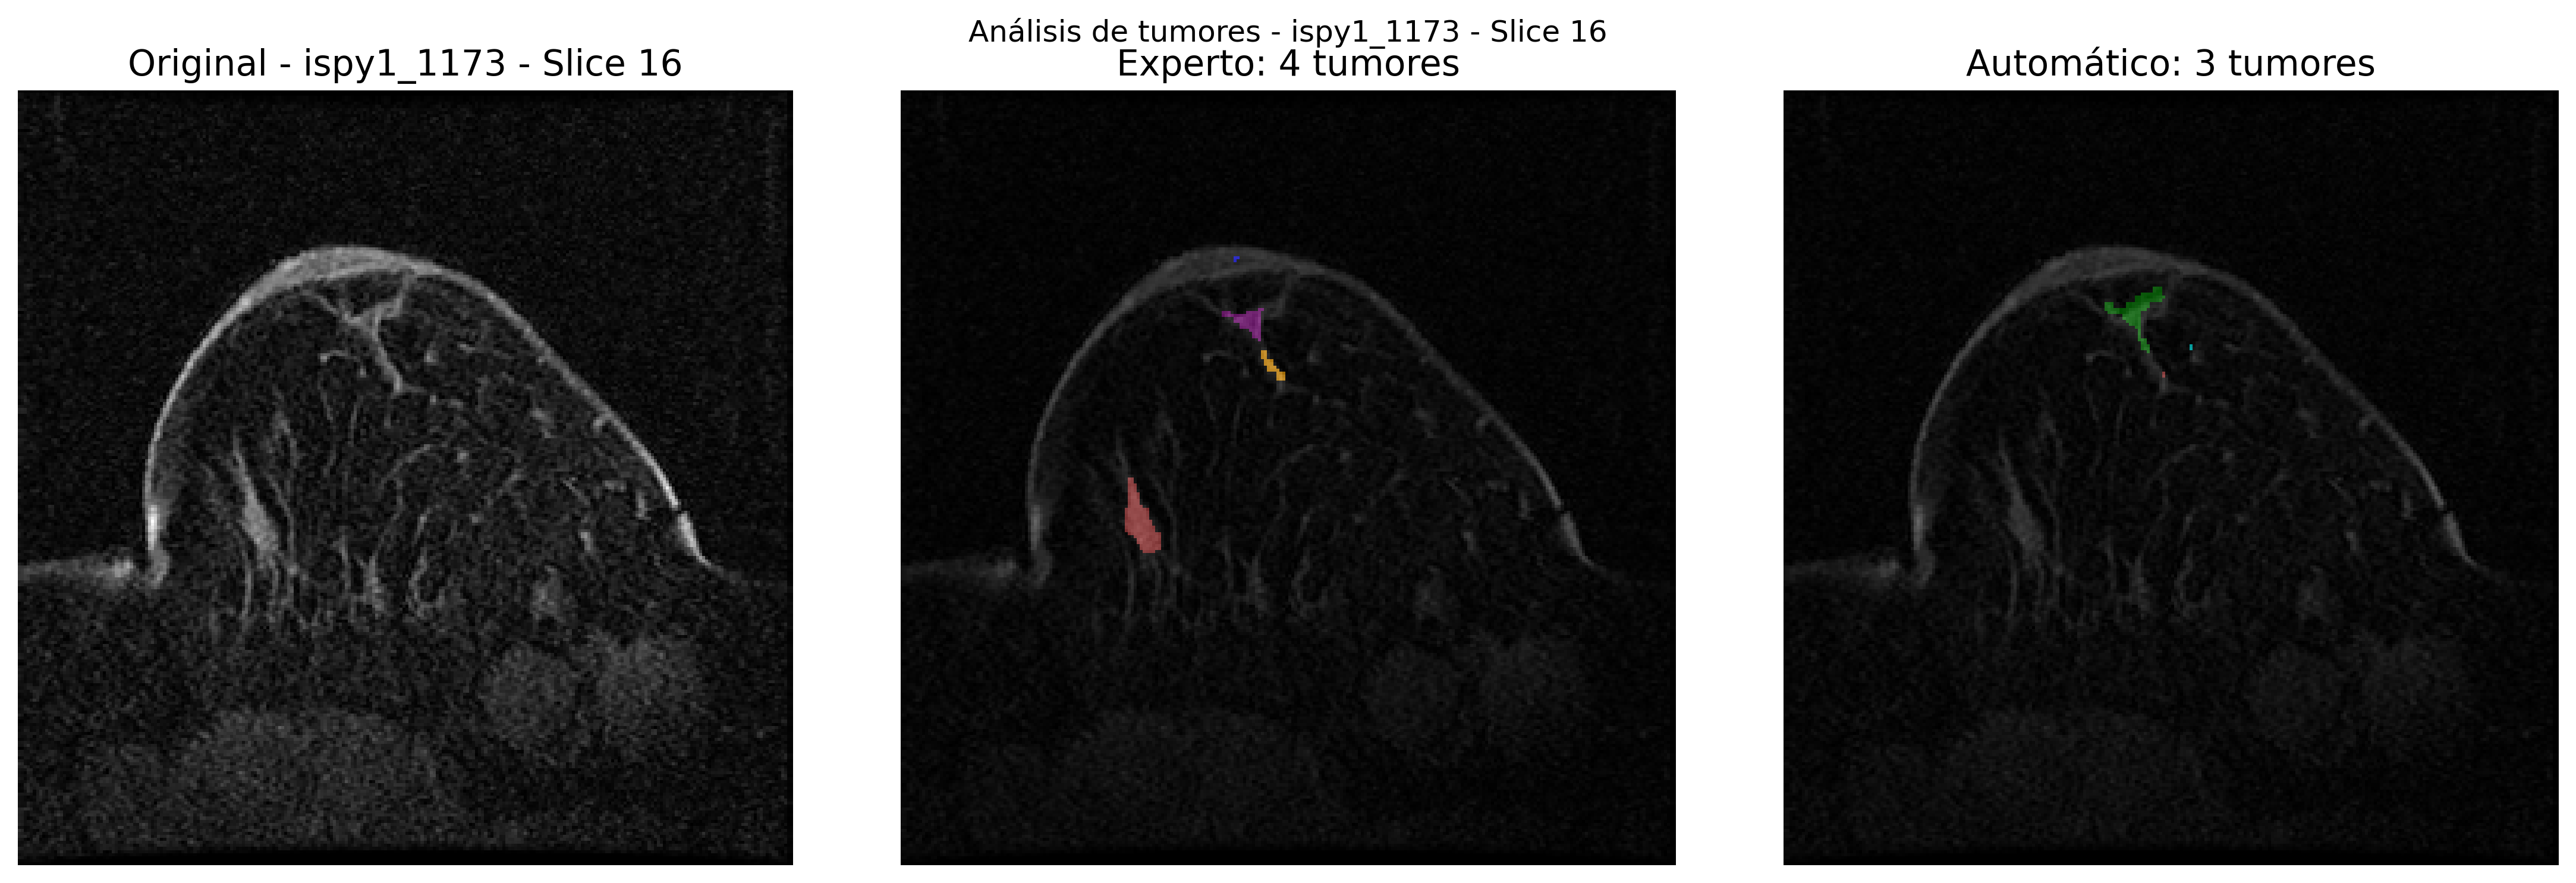 Análisis de tumores - ispy1_1173 - Slice 16
Original - ispy1_1173 - Slice 16
Experto: 4 tumores
Automático: 3 tumores